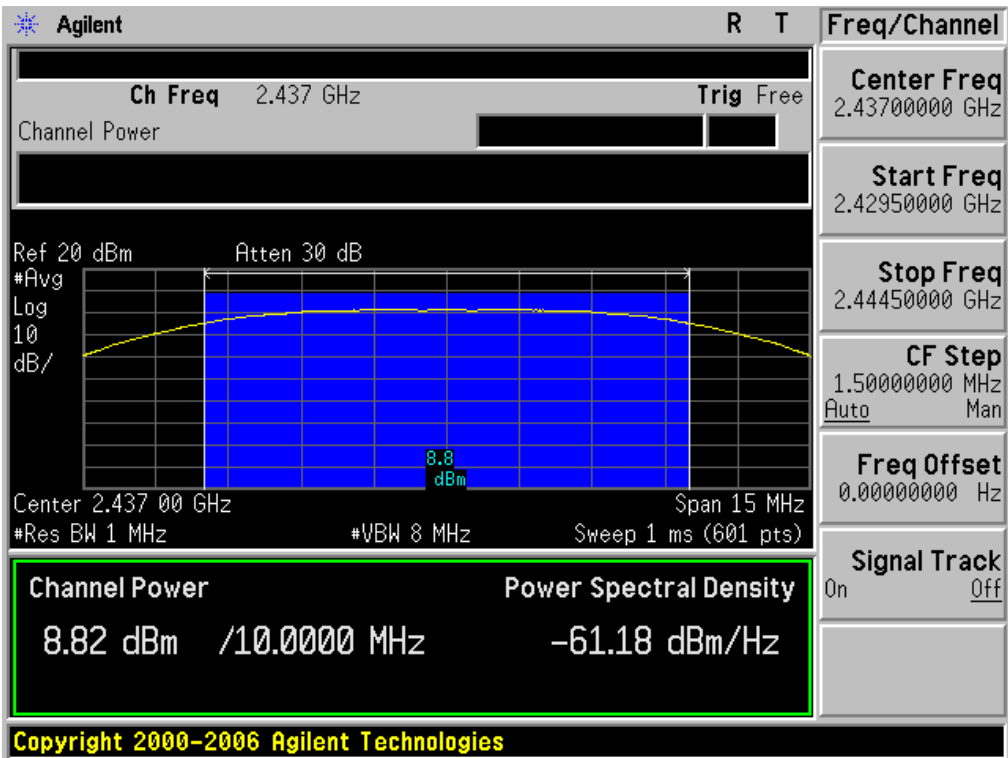 Agilent R T Freq/Channel
Ch Freq 2.437 GHz Trig Free
Channel Power
Center Freq
2.43700000 GHz
Start Freq
2.42950000 GHz
Stop Freq
2.44450000 GHz
CF Step
1.50000000 MHz
Auto Man
Freq Offset
0.00000000 Hz
Signal Track
On Off
Ref 20 dBm Atten 30 dB
#Avg
Log
10
dB/
8.8
dBm
Center 2.437 00 GHz Span 15 MHz
#Res BW 1 MHz #VBW 8 MHz Sweep 1 ms (601 pts)
Channel Power Power Spectral Density
8.82 dBm /10.0000 MHz -61.18 dBm/Hz
Copyright 2000-2006 Agilent Technologies